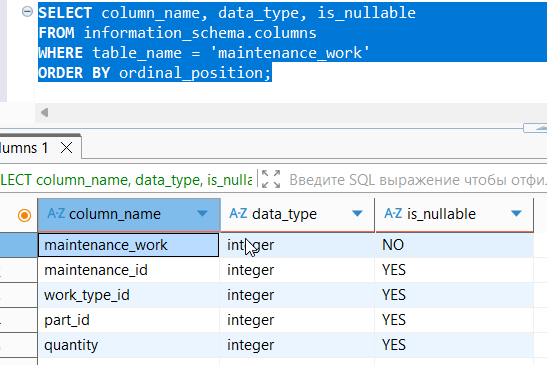 SELECT column_name, data_type, is_nullable
FROM information_schema.columns
WHERE table_name = 'maintenance_work'
ORDER BY ordinal_position;
lumns 1
LECT column_name, data_type, is_nulla
Введите SQL выражение чтобы отфи
A-Z column_name A-Z data_type A-Z is_nullable
maintenance_work integer NO
maintenance_id integer YES
work_type_id integer YES
part_id integer YES
quantity integer YES